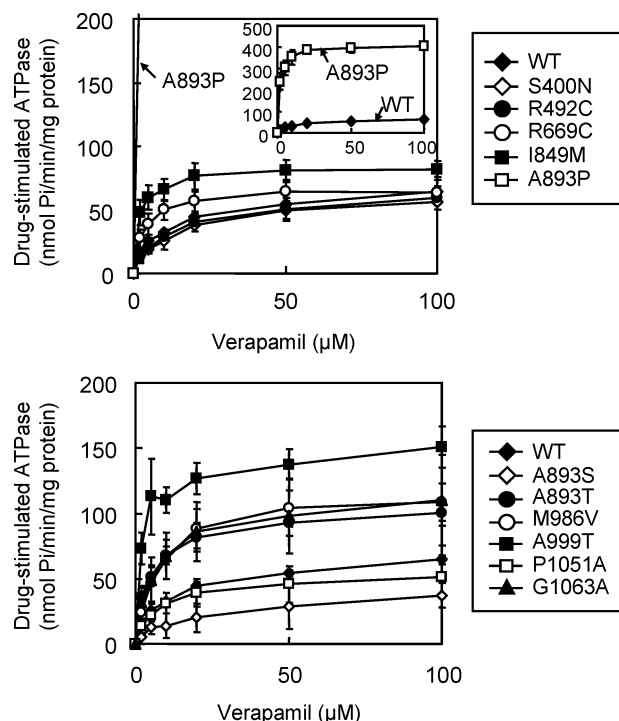 Drug-stimulated ATPase
(nmol Pi/min/mg protein)
200
150
100
50
0
0
50
100
Verapamil (µM)
A893P
500
400
300
200
100
0
0
50
100
A893P
WT
WT
S400N
R492C
R669C
I849M
A893P
Drug-stimulated ATPase
(nmol Pi/min/mg protein)
200
150
100
50
0
0
50
100
Verapamil (µM)
WT
A893S
A893T
M986V
A999T
P1051A
G1063A